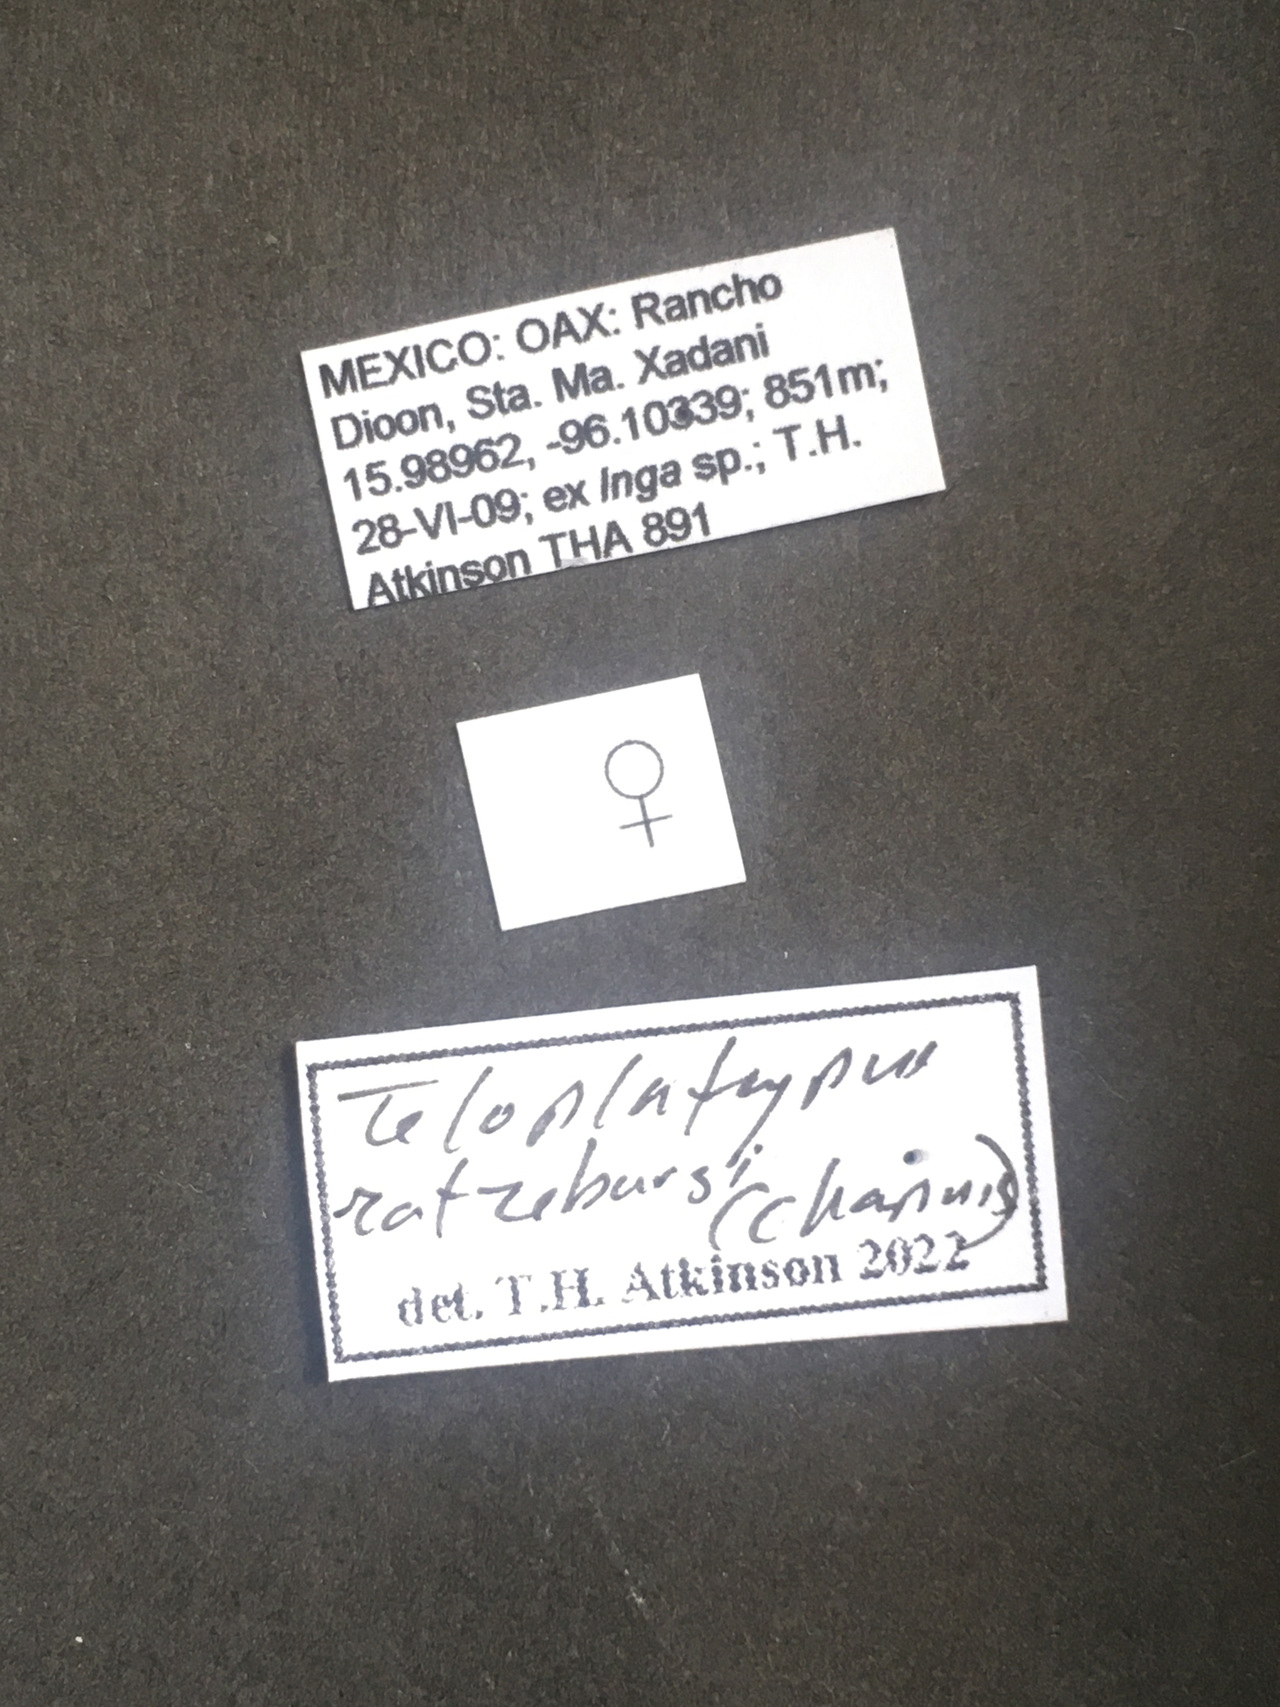 MEXICO: OAX: Rancho
Dioon, Sta. Ma. Xadani
15.98962, -96.10339; 851m;
28-VI-09; ex Inga sp.; T.H.
Atkinson THA 891
♀
Teloplatypus
ratzeburgi
(Chapuis)
det. T.H. Atkinson 2022